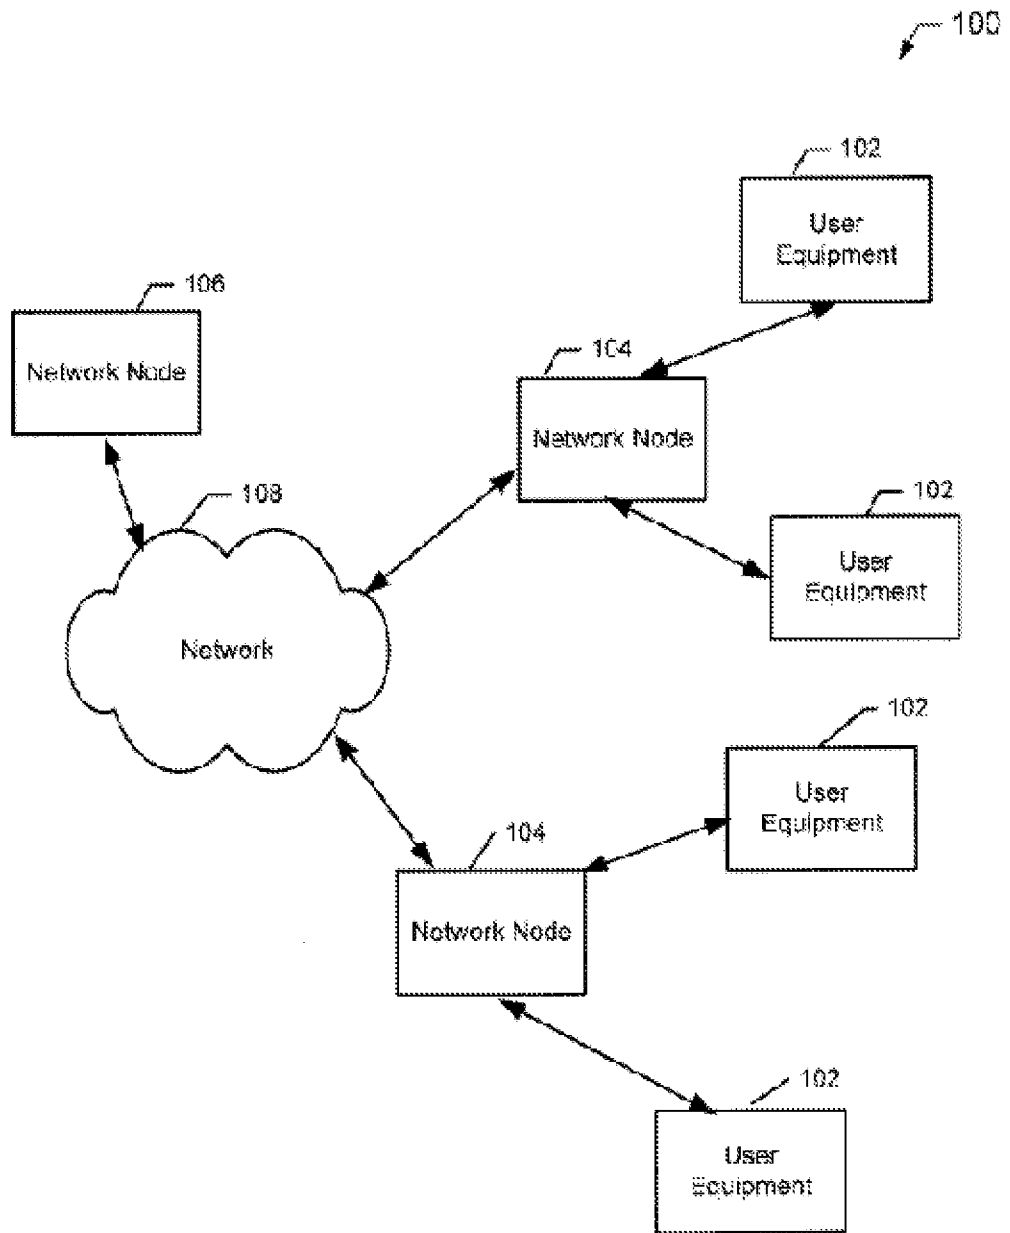 100
102
User
Equipment
106
Network Node
104
Network Node
108
102
User
Equipment
Network
102
User
Equipment
104
Network Node
102
User
Equipment